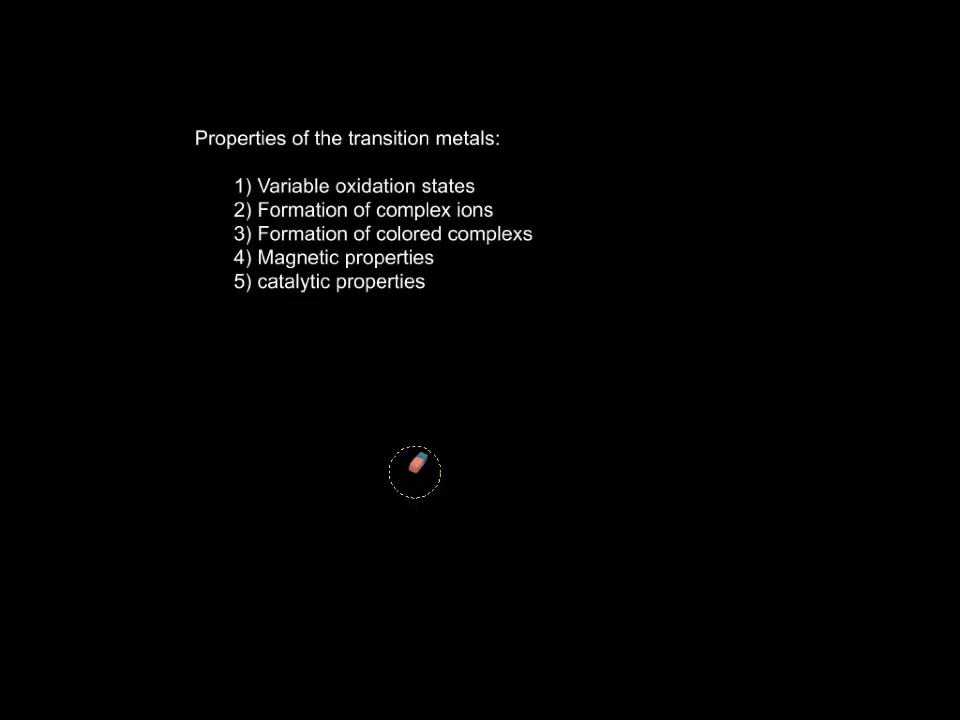 Properties of the transition metals:
1) Variable oxidation states
2) Formation of complex ions
3) Formation of colored complexs
4) Magnetic properties
5) catalytic properties